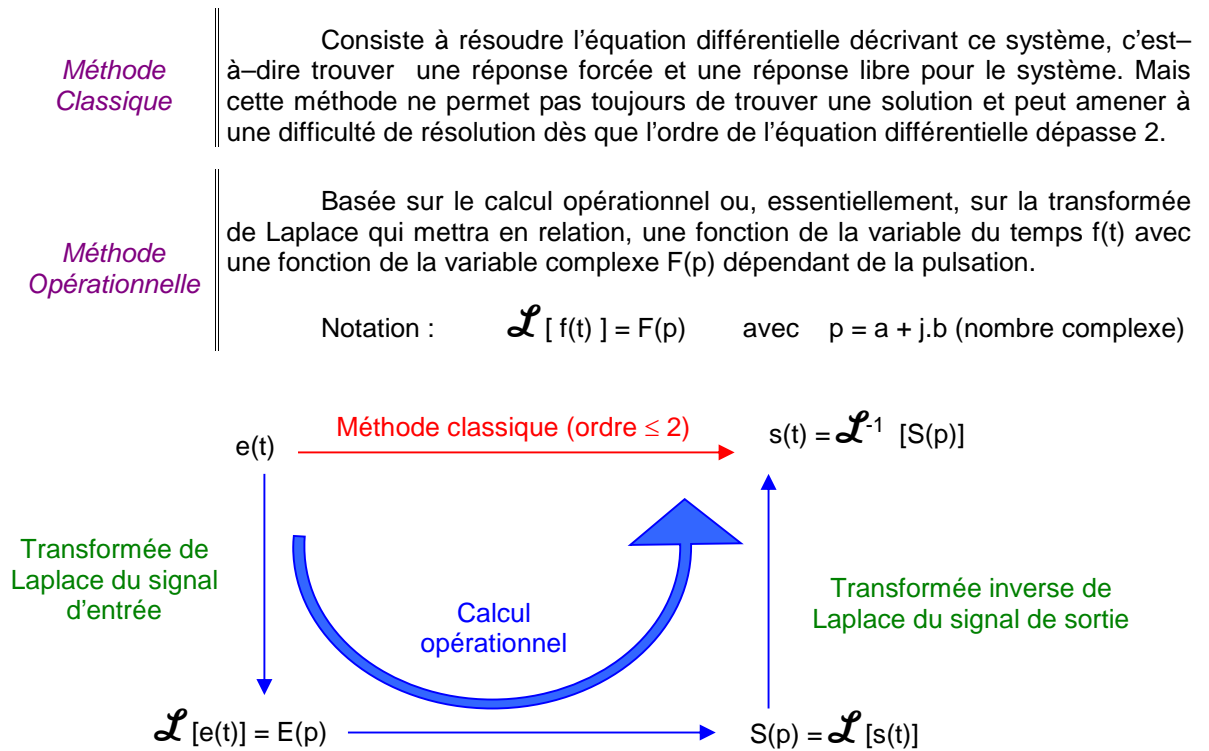 Consiste à résoudre l'équation différentielle décrivant ce système, c'est–
à–dire trouver une réponse forcée et une réponse libre pour le système. Mais
cette méthode ne permet pas toujours de trouver une solution et peut amener à
une difficulté de résolution dès que l'ordre de l'équation différentielle dépasse 2.
Méthode
Classique
Basée sur le calcul opérationnel ou, essentiellement, sur la transformée
de Laplace qui mettra en relation, une fonction de la variable du temps f(t) avec
une fonction de la variable complexe F(p) dépendant de la pulsation.
Méthode
Opérationnelle
Notation : ℒ [ f(t) ] = F(p) avec p = a + j.b (nombre complexe)
Méthode classique (ordre ≤ 2)
e(t)
s(t) = ℒ-1 [S(p)]
Transformée de
Laplace du signal
d'entrée
Calcul
opérationnel
Transformée inverse de
Laplace du signal de sortie
ℒ [e(t)] = E(p)
S(p) = ℒ [s(t)]